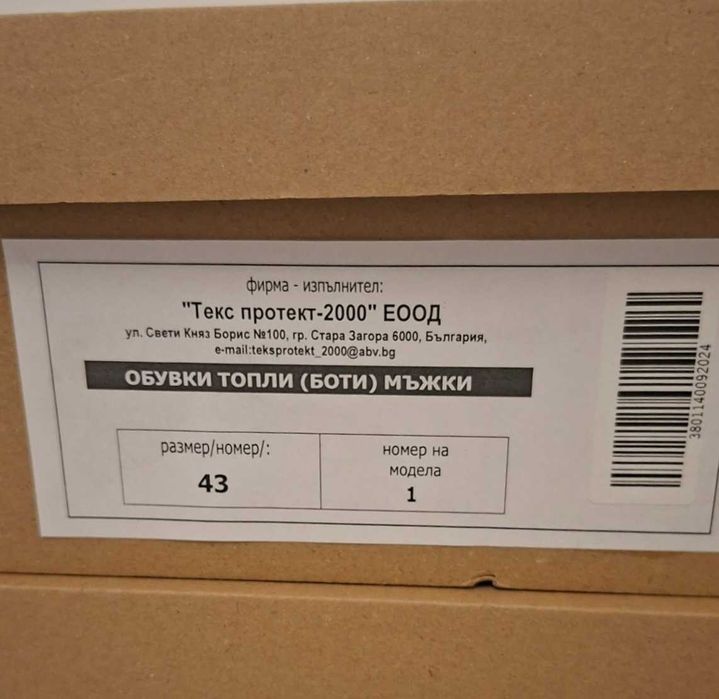 фирма - изпълнител:
"Текс протект-2000" ЕООД
ул. Свети Княз Борис №100, гр. Стара Загора 6000, България,
e-mail:teksprotekt_2000@abv.bg
ОБУВКИ ТОПЛИ (БОТИ) МЪЖКИ
размер/номер/:
43
номер на
модела
1
3801140092024